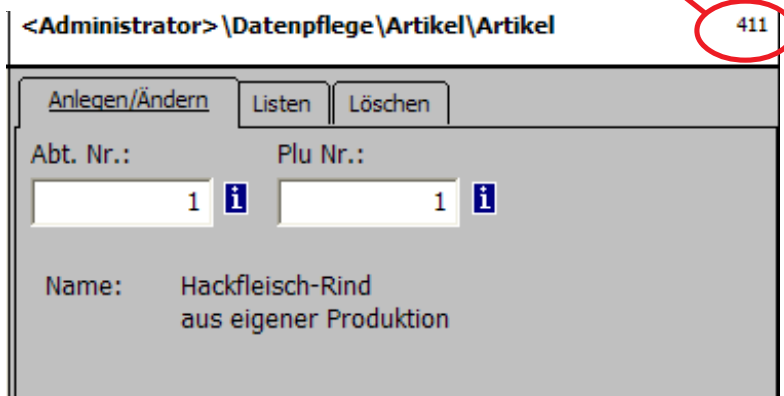 <Administrator>\Datenpflege\Artikel\Artikel 411
Anlegen/Ändern Listen Löschen
Abt. Nr.: Plu Nr.:
1 i 1 i
Name: Hackfleisch-Rind
aus eigener Produktion